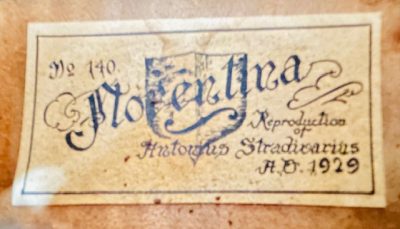 No 140.
Florentina
Reproduction
of
Antonius Stradivarius
A.D. 1929